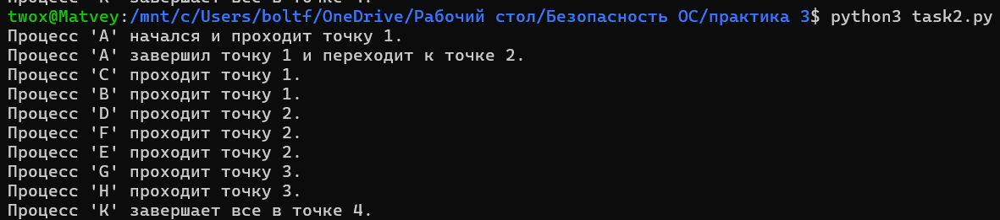 twox@Matvey:/mnt/c/Users/boltf/OneDrive/Рабочий стол/Безопасность ОС/практика 3$ python3 task2.py
Процесс 'A' начался и проходит точку 1.
Процесс 'A' завершил точку 1 и переходит к точке 2.
Процесс 'C' проходит точку 1.
Процесс 'B' проходит точку 1.
Процесс 'D' проходит точку 2.
Процесс 'F' проходит точку 2.
Процесс 'E' проходит точку 2.
Процесс 'G' проходит точку 3.
Процесс 'H' проходит точку 3.
Процесс 'K' завершает все в точке 4.